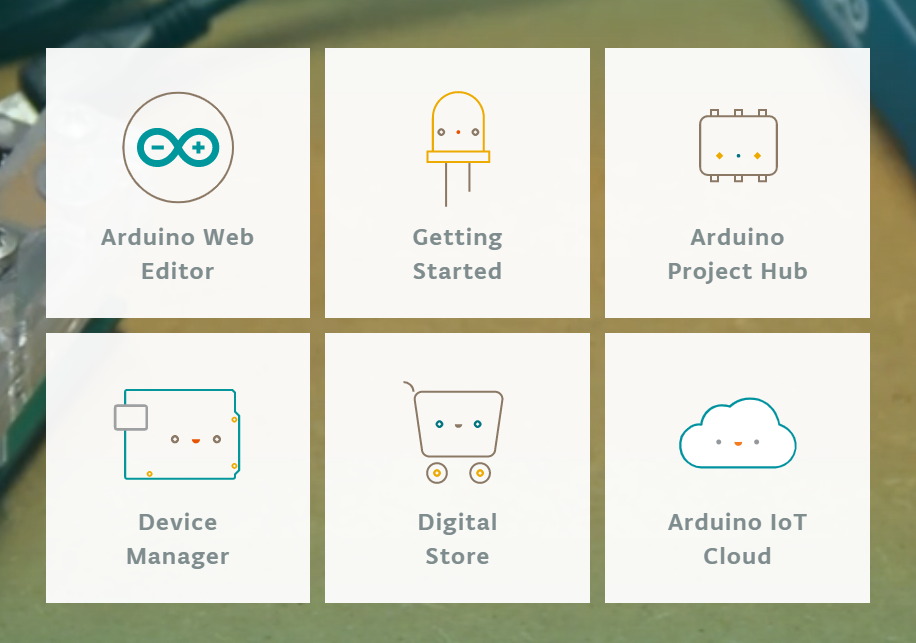 Arduino Web
Editor
Getting
Started
Arduino
Project Hub
Device
Manager
Digital
Store
Arduino IoT
Cloud